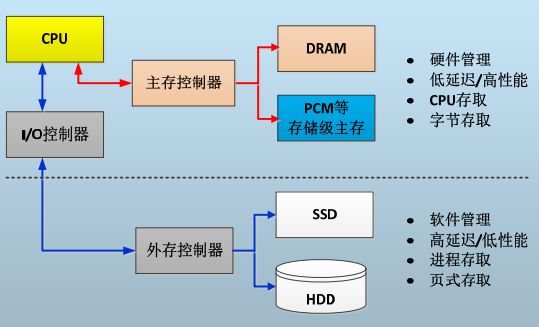 CPU
主存控制器
DRAM
PCM等
存储级主存
I/O控制器
● 硬件管理
● 低延迟/高性能
● CPU存取
● 字节存取
外存控制器
SSD
HDD
● 软件管理
● 高延迟/低性能
● 进程存取
● 页式存取